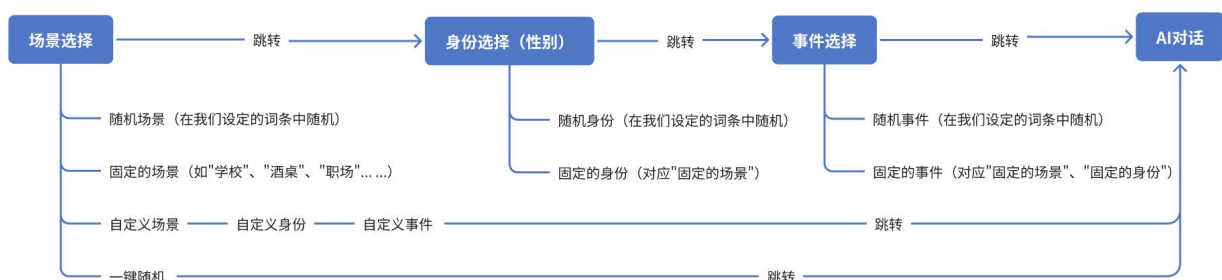 场景选择 跳转 身份选择（性别） 跳转 事件选择 跳转 AI对话
随机场景（在我们设定的词条中随机） 随机身份（在我们设定的词条中随机） 随机事件（在我们设定的词条中随机）
固定的场景（如"学校"、"酒桌"、"职场"... ...） 固定的身份（对应"固定的场景"） 固定的事件（对应"固定的场景"、"固定的身份"）
自定义场景 自定义身份 自定义事件 跳转
一键随机 跳转